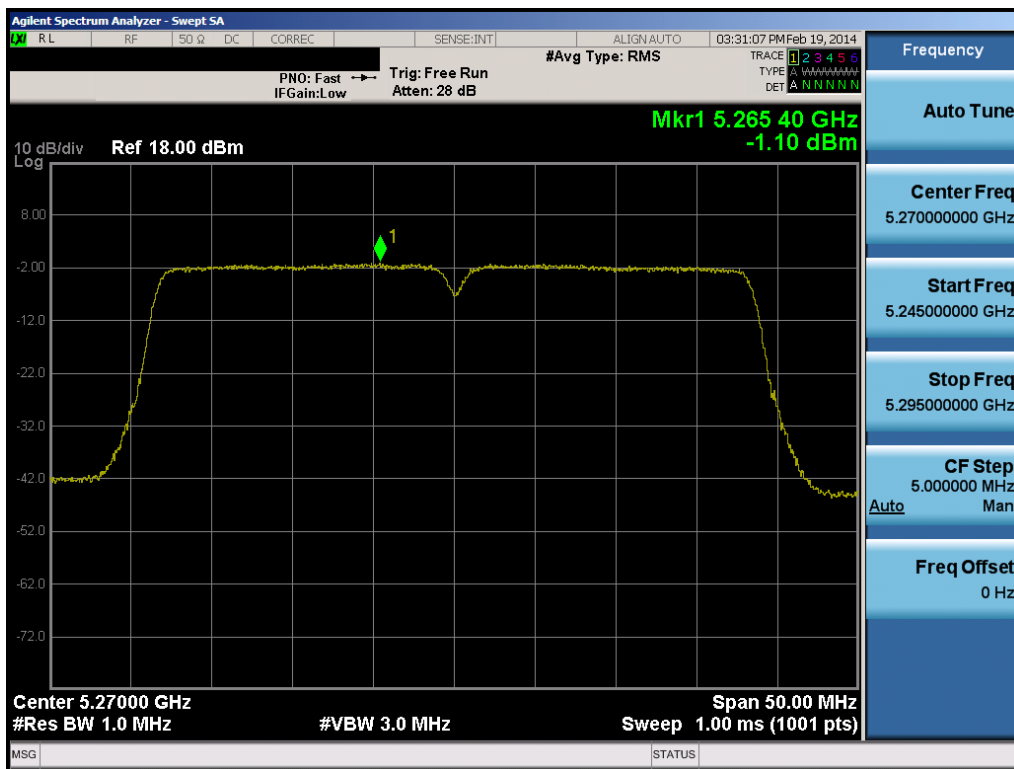 Agilent Spectrum Analyzer - Swept SA
LXI RL RF 50 Ω DC CORREC SENSE:INT ALIGN AUTO 03:31:07 PM Feb 19, 2014
PNO: Fast
IFGain:Low
Trig: Free Run
Atten: 28 dB
#Avg Type: RMS
TRACE 1 2 3 4 5 6
TYPE A WWWWW
DET A N N N N N
Mkr1 5.265 40 GHz
-1.10 dBm
10 dB/div Ref 18.00 dBm
Log
1
8.00
-2.00
-12.0
-22.0
-32.0
-42.0
-52.0
-62.0
-72.0
Center 5.27000 GHz Span 50.00 MHz
#Res BW 1.0 MHz #VBW 3.0 MHz Sweep 1.00 ms (1001 pts)
MSG STATUS
Frequency
Auto Tune
Center Freq
5.270000000 GHz
Start Freq
5.245000000 GHz
Stop Freq
5.295000000 GHz
CF Step
5.000000 MHz
Auto Man
Freq Offset
0 Hz